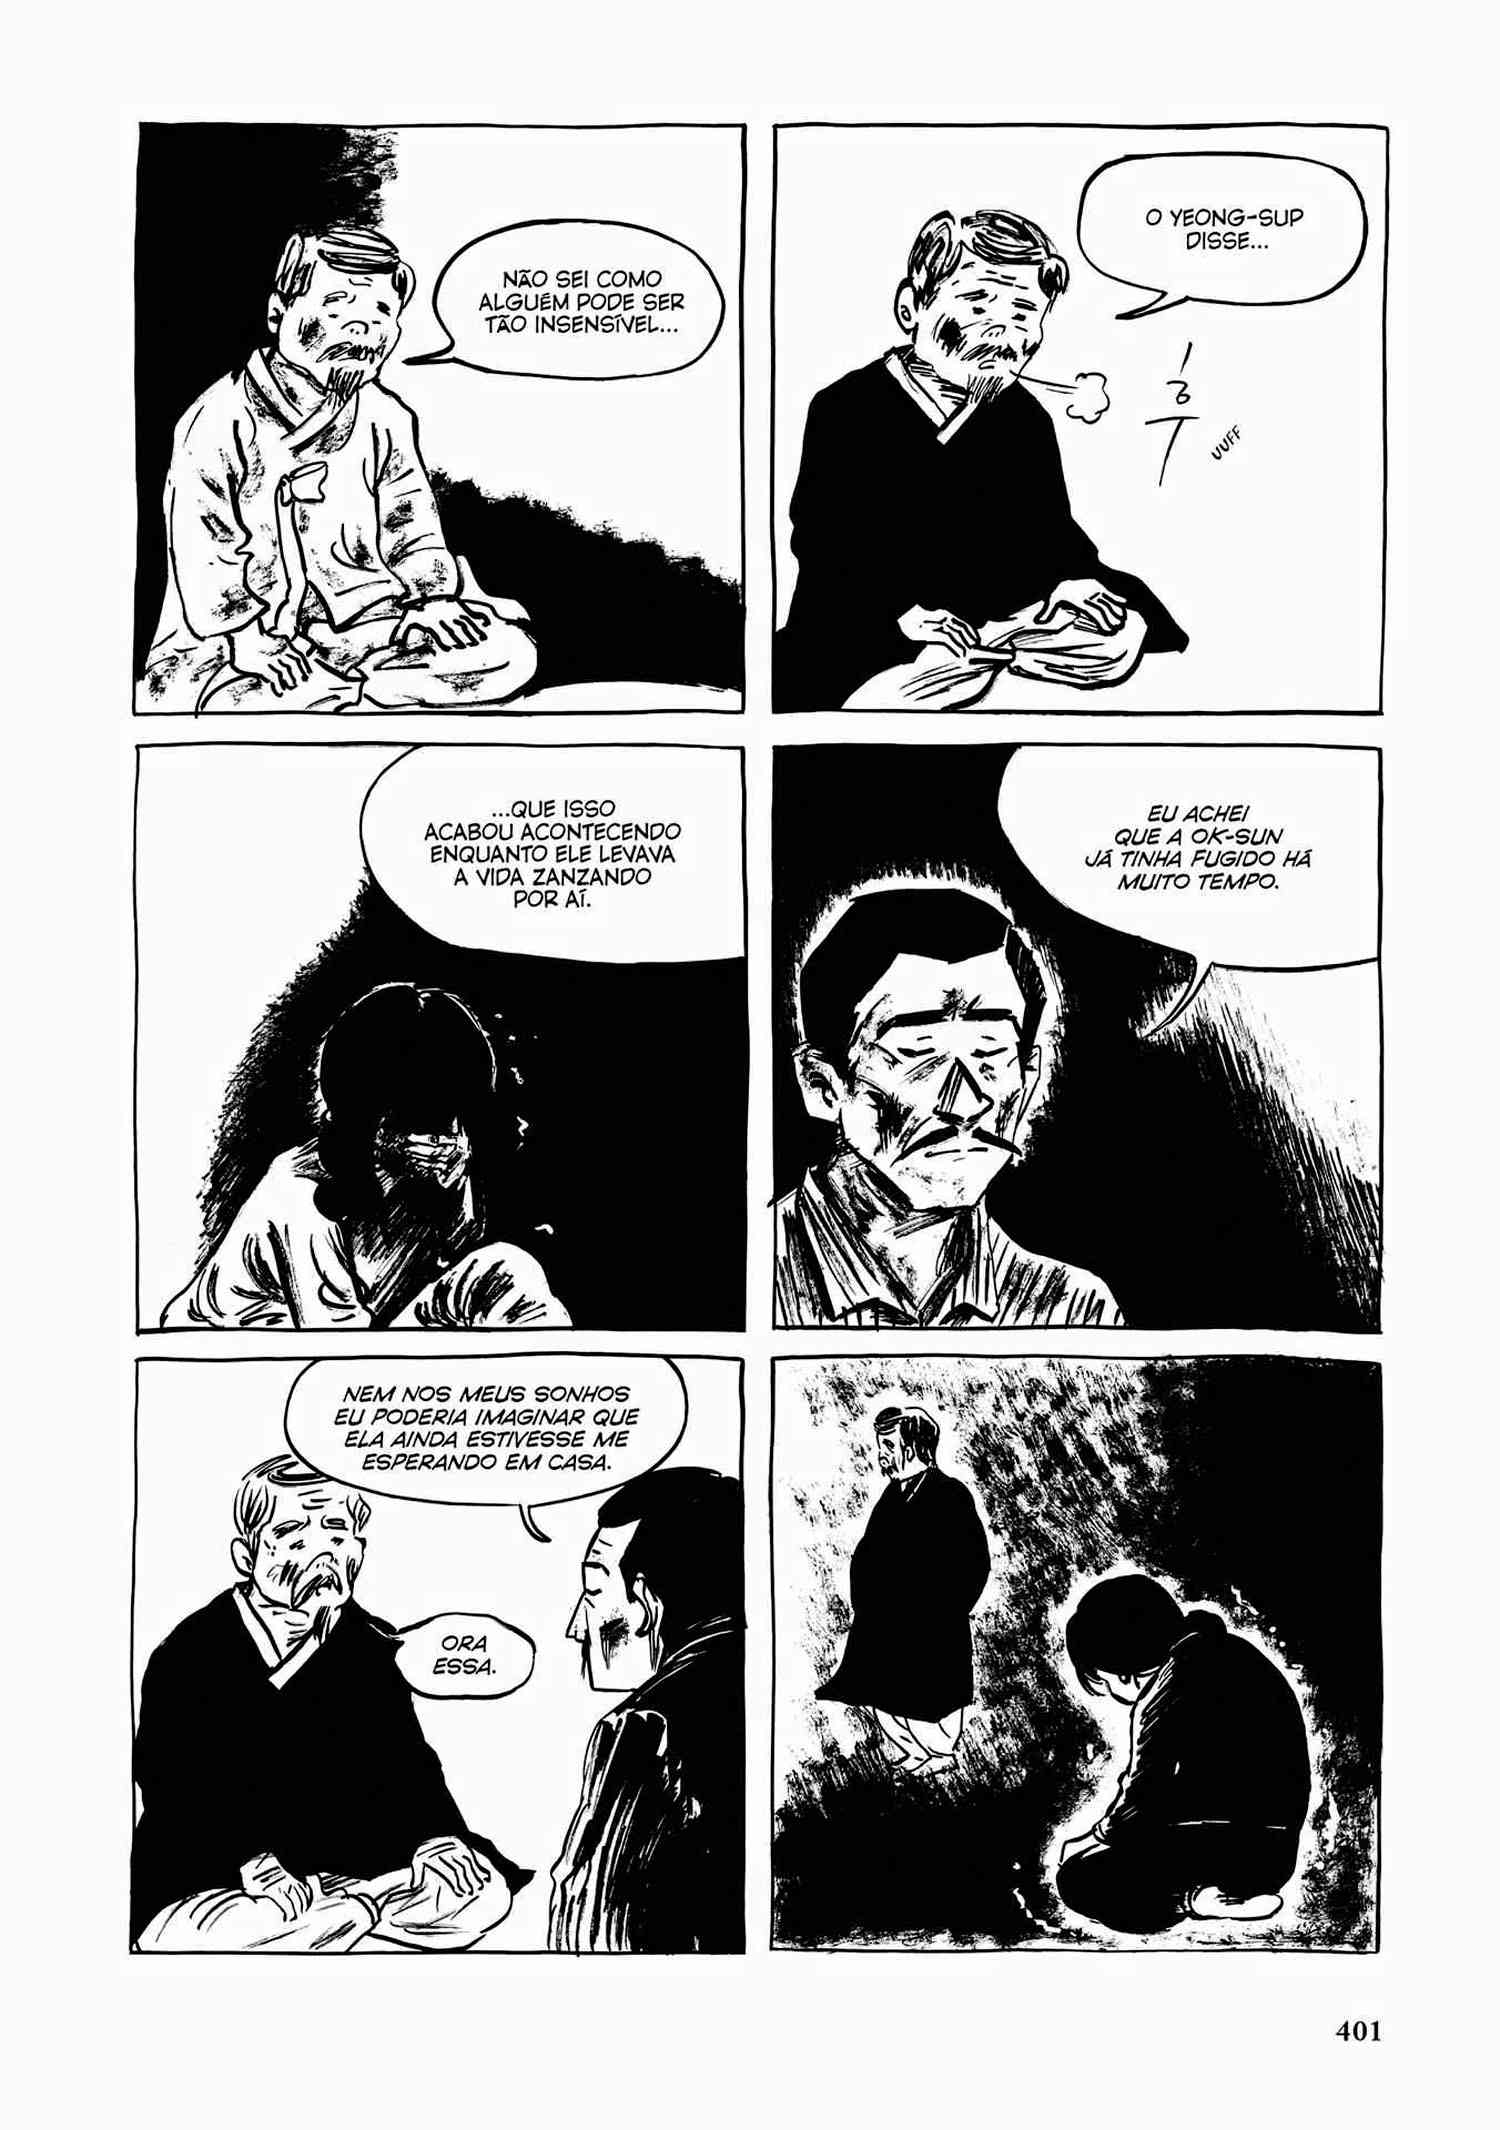 NÃO SEI COMO
ALGUÉM PODE SER
TÃO INSENSÍVEL...
O YEONG-SUP
DISSE...
후
UUFF
...QUE ISSO
ACABOU ACONTECENDO
ENQUANTO ELE LEVAVA
A VIDA ZANZANDO
POR AÍ.
EU ACHEI
QUE A OK-SUN
JÁ TINHA FUGIDO HÁ
MUITO TEMPO.
NEM NOS MEUS SONHOS
EU PODERIA IMAGINAR QUE
ELA AINDA ESTIVESSE ME
ESPERANDO EM CASA.
ORA
ESSA.
401